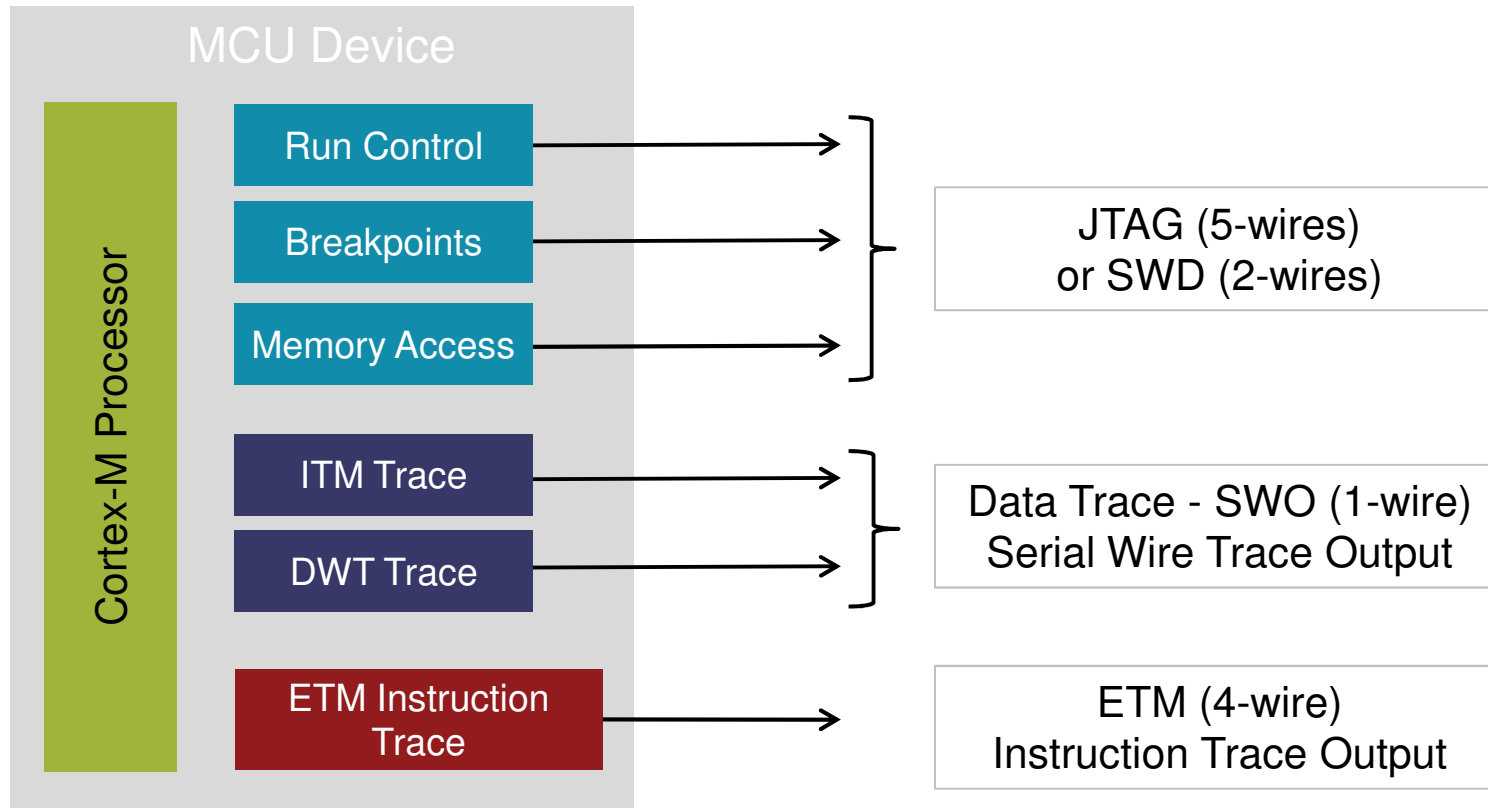 MCU Device
Cortex-M Processor
Run Control
Breakpoints
Memory Access
ITM Trace
DWT Trace
ETM Instruction
Trace
JTAG (5-wires)
or SWD (2-wires)
Data Trace - SWO (1-wire)
Serial Wire Trace Output
ETM (4-wire)
Instruction Trace Output